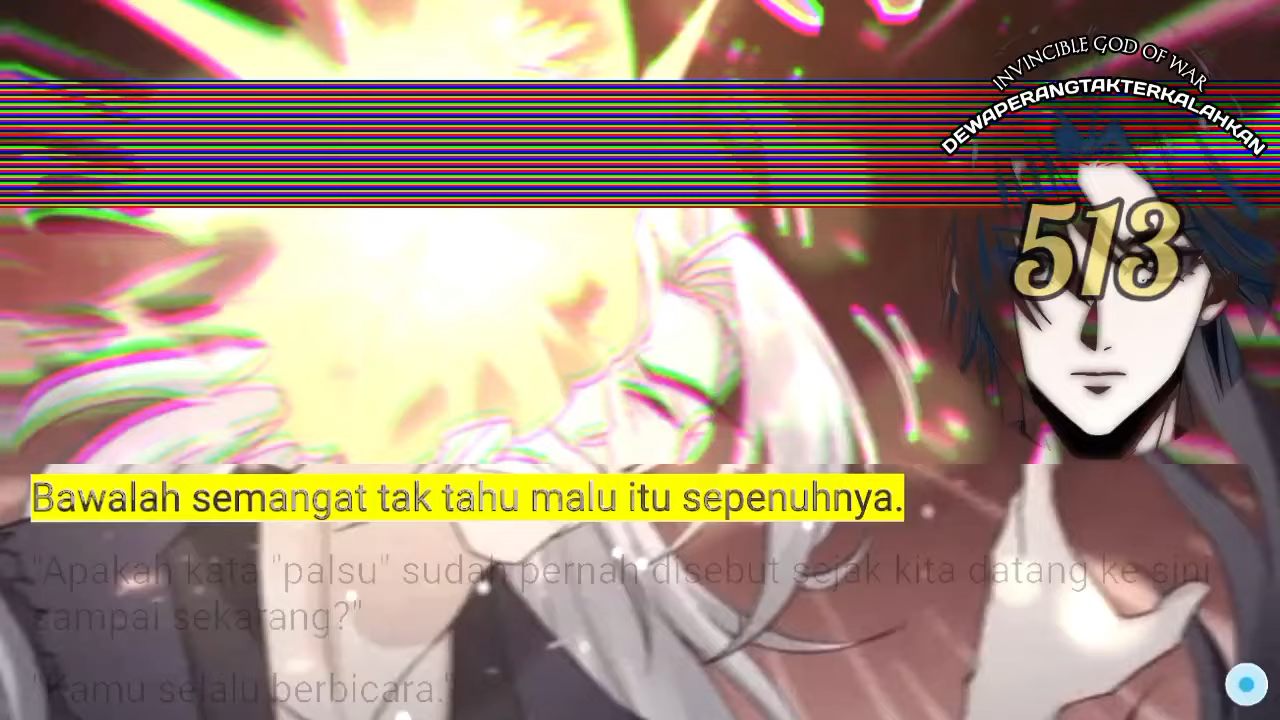 INVINCIBLE GOD OF WAR
DEWAPERANGTAKTERKALAHKAN
513
Bawalah semangat tak tahu malu itu sepenuhnya.
"Apakah kata "palsu" sudah pernah disebut sejak kita datang ke sini
sampai sekarang?"
"Kamu selalu berbicara."